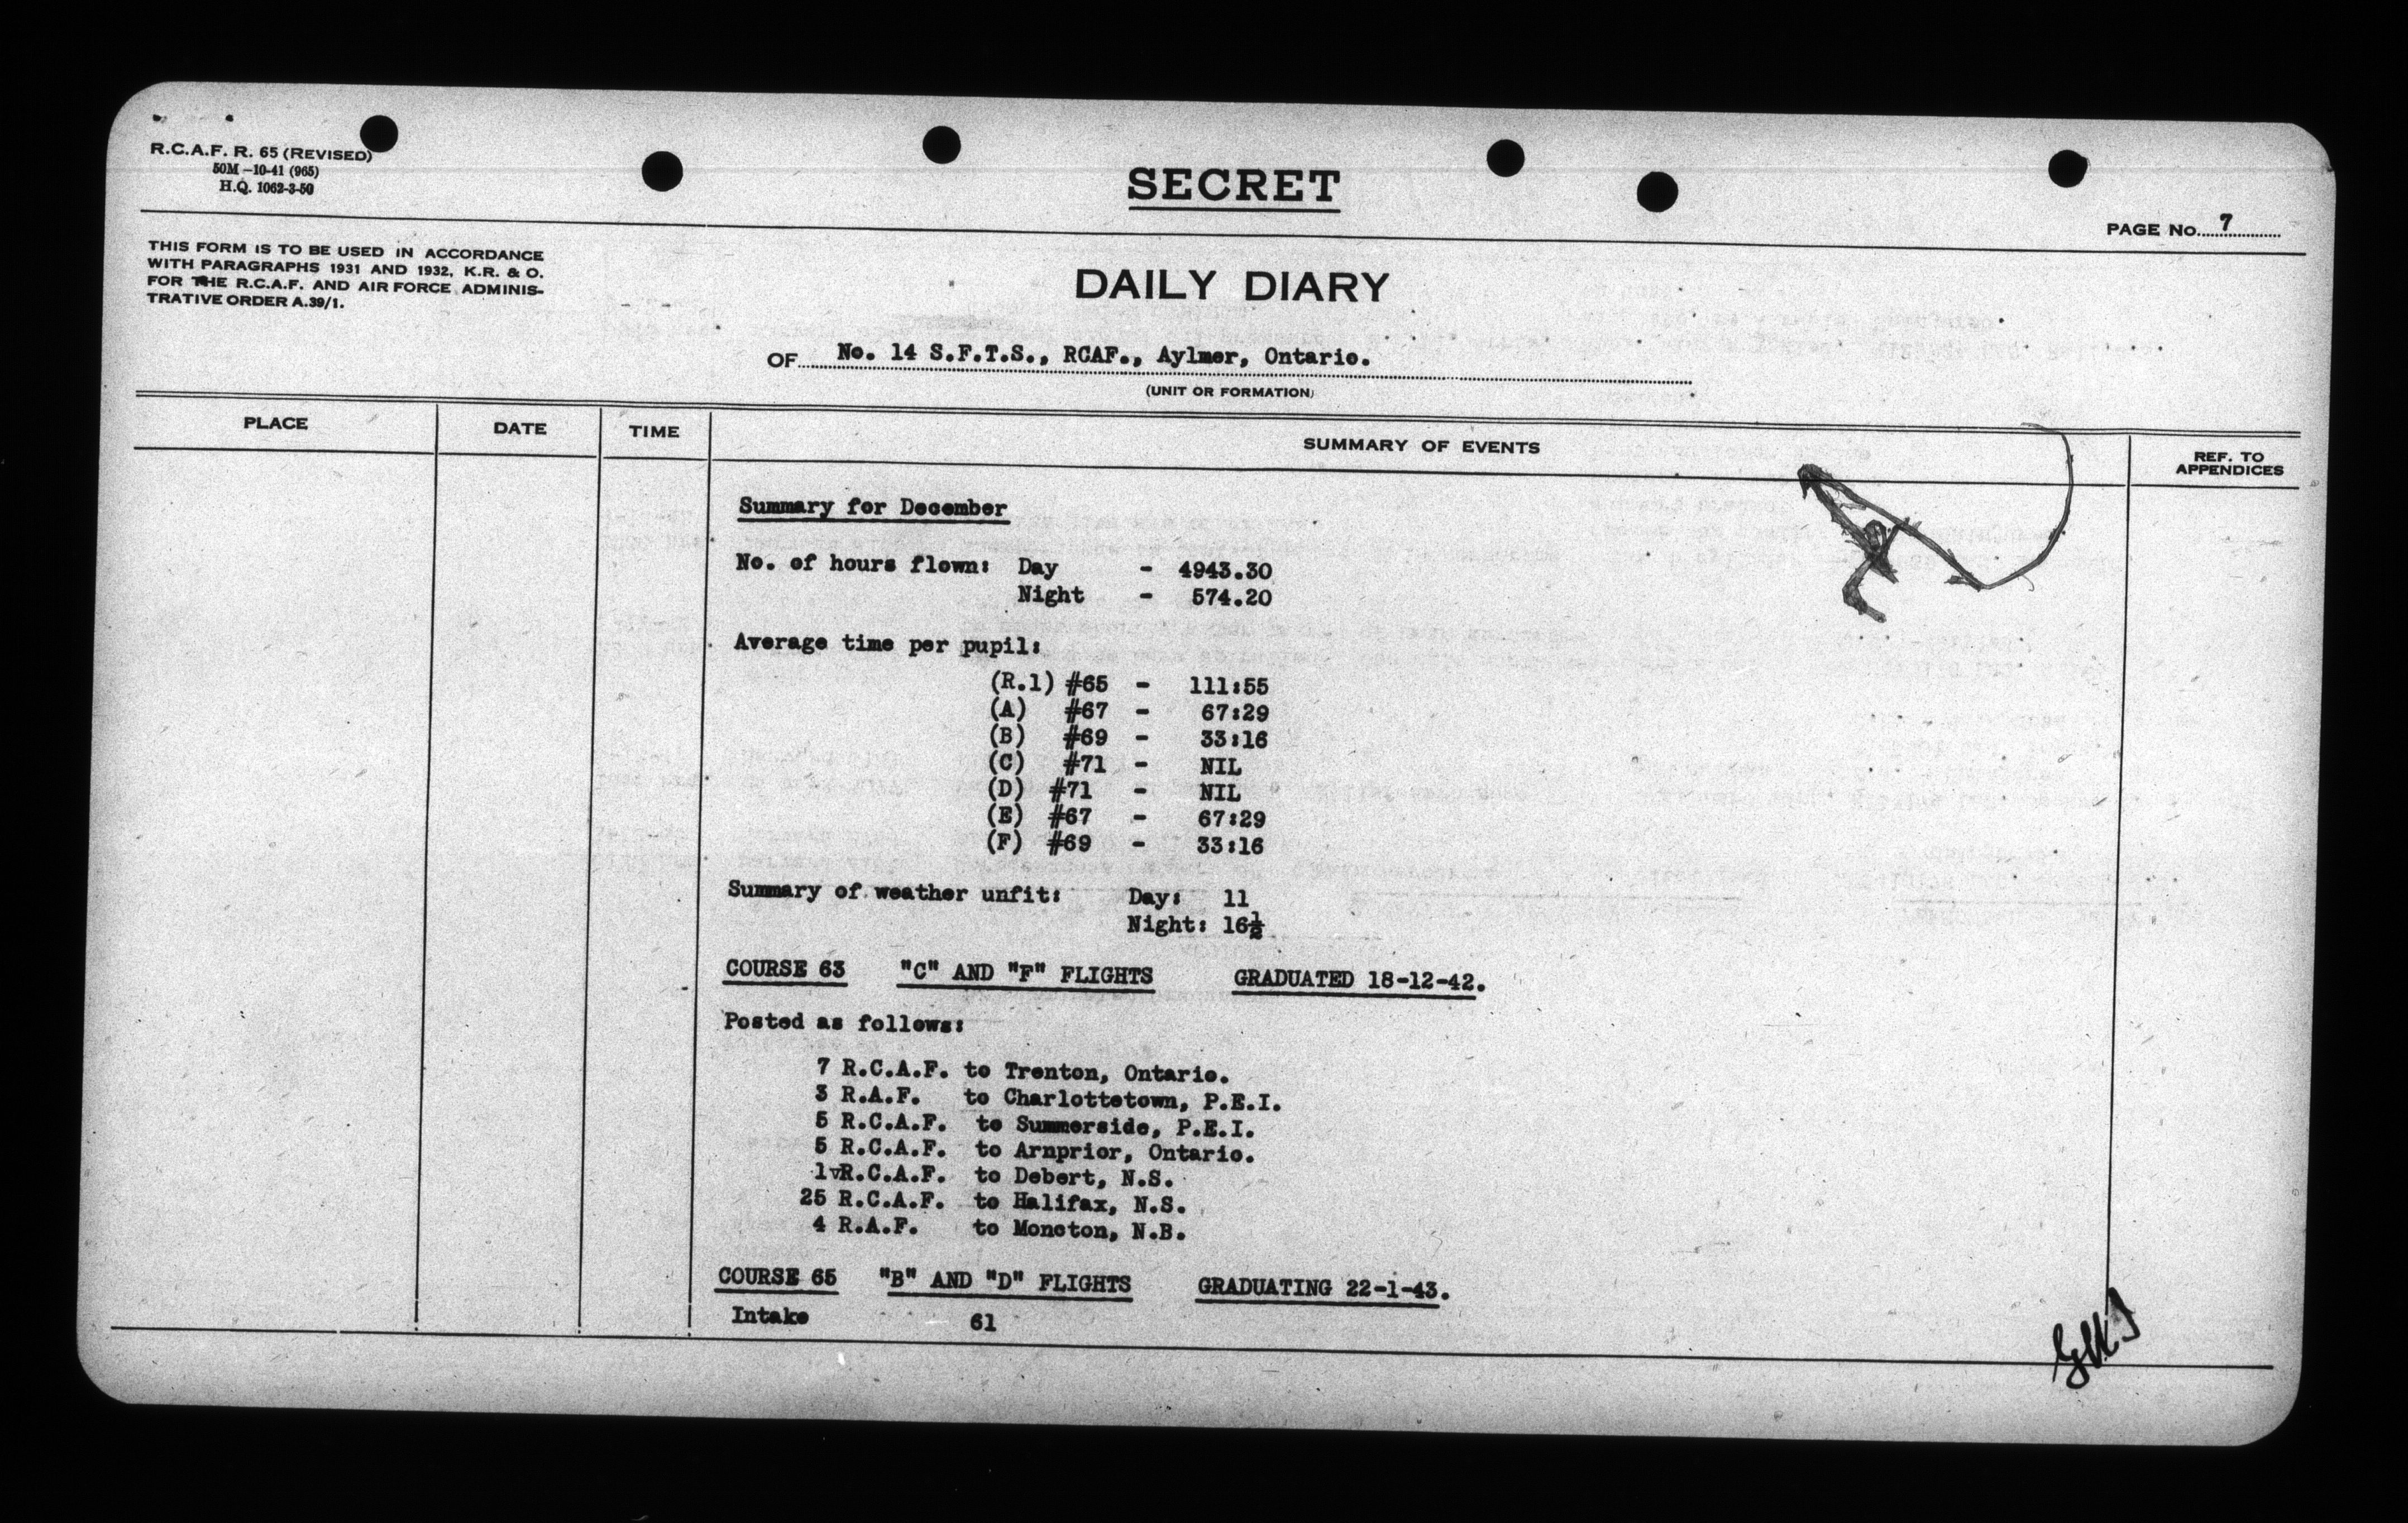 R.C.A.F. R. 65 (REVISED)
50M—10-41 (965)
H.Q. 1062-3-50
SECRET
PAGE No. 7
THIS FORM IS TO BE USED IN ACCORDANCE
WITH PARAGRAPHS 1931 AND 1932, K.R. & O.
FOR THE R.C.A.F. AND AIR FORCE ADMINIS-
TRATIVE ORDER A.39/1.
DAILY DIARY
OF No. 14 S.F.T.S., RCAF., Aylmer, Ontario.
(UNIT OR FORMATION)
PLACE DATE TIME SUMMARY OF EVENTS REF. TO APPENDICES
Summary for December
No. of hours flown: Day - 4943.30
Night - 574.20
Average time per pupil:
(R.1) #65 - 111:55
(A) #67 - 67:29
(B) #69 - 33:16
(C) #71 - NIL
(D) #71 - NIL
(E) #67 - 67:29
(F) #69 - 33:16
Summary of weather unfit: Day: 11
Night: 16½
COURSE 63 "C" AND "F" FLIGHTS GRADUATED 18-12-42.
Posted as follows:
7 R.C.A.F. to Trenton, Ontario.
3 R.A.F. to Charlottetown, P.E.I.
5 R.C.A.F. to Summerside, P.E.I.
5 R.C.A.F. to Arnprior, Ontario.
1 R.C.A.F. to Debert, N.S.
25 R.C.A.F. to Halifax, N.S.
4 R.A.F. to Moncton, N.B.
COURSE 65 "B" AND "D" FLIGHTS GRADUATING 22-1-43.
Intake 61